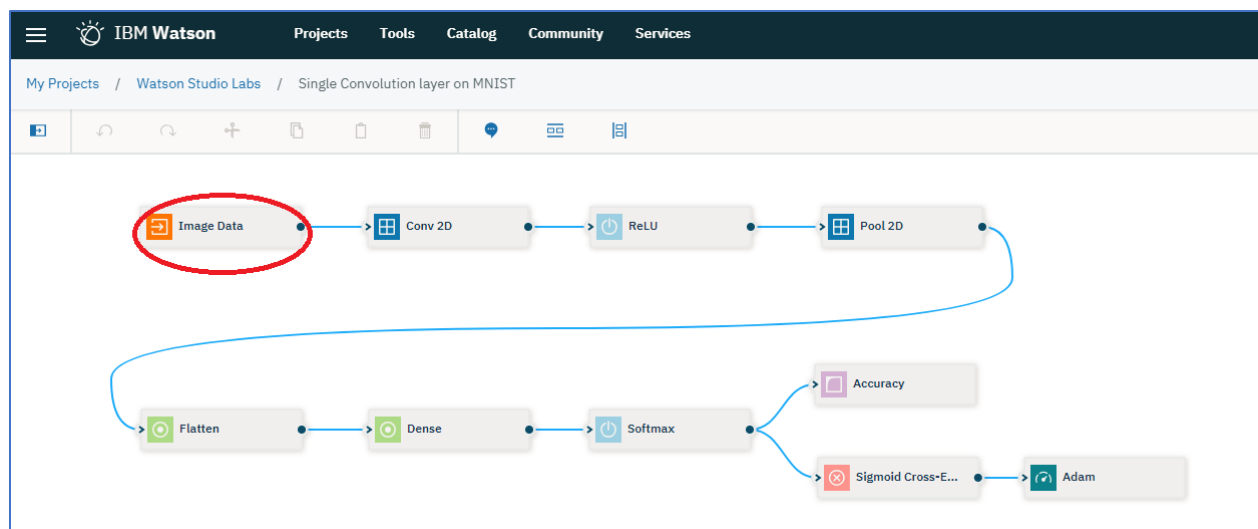 IBM Watson Projects Tools Catalog Community Services
My Projects / Watson Studio Labs / Single Convolution layer on MNIST
Image Data Conv 2D ReLU Pool 2D
Accuracy
Flatten Dense Softmax
Sigmoid Cross-E... Adam